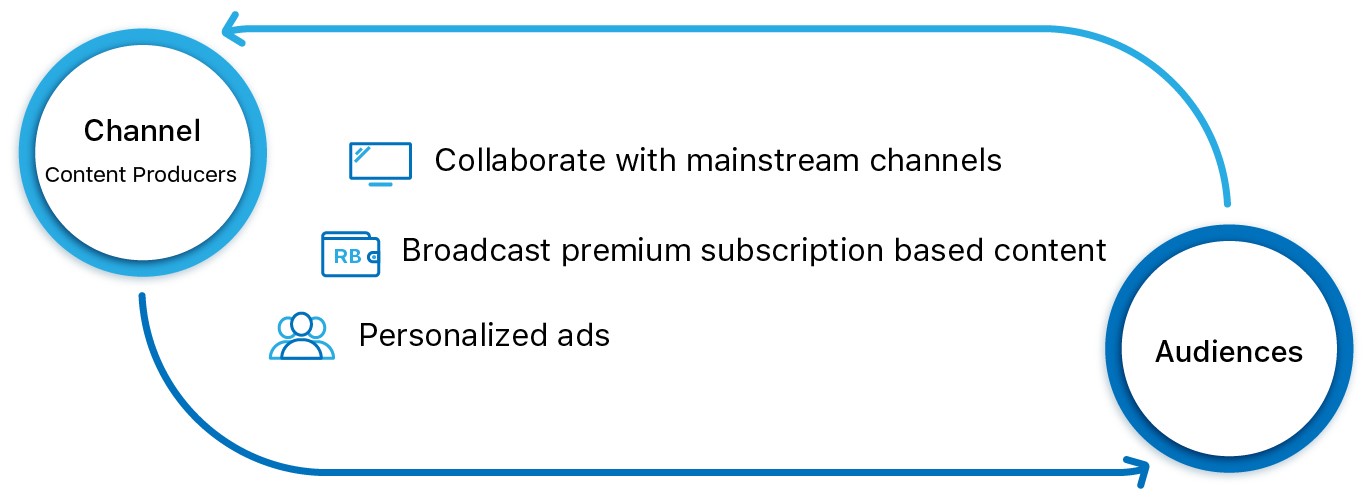 Channel
Content Producers
Collaborate with mainstream channels
RB
Broadcast premium subscription based content
Personalized ads
Audiences